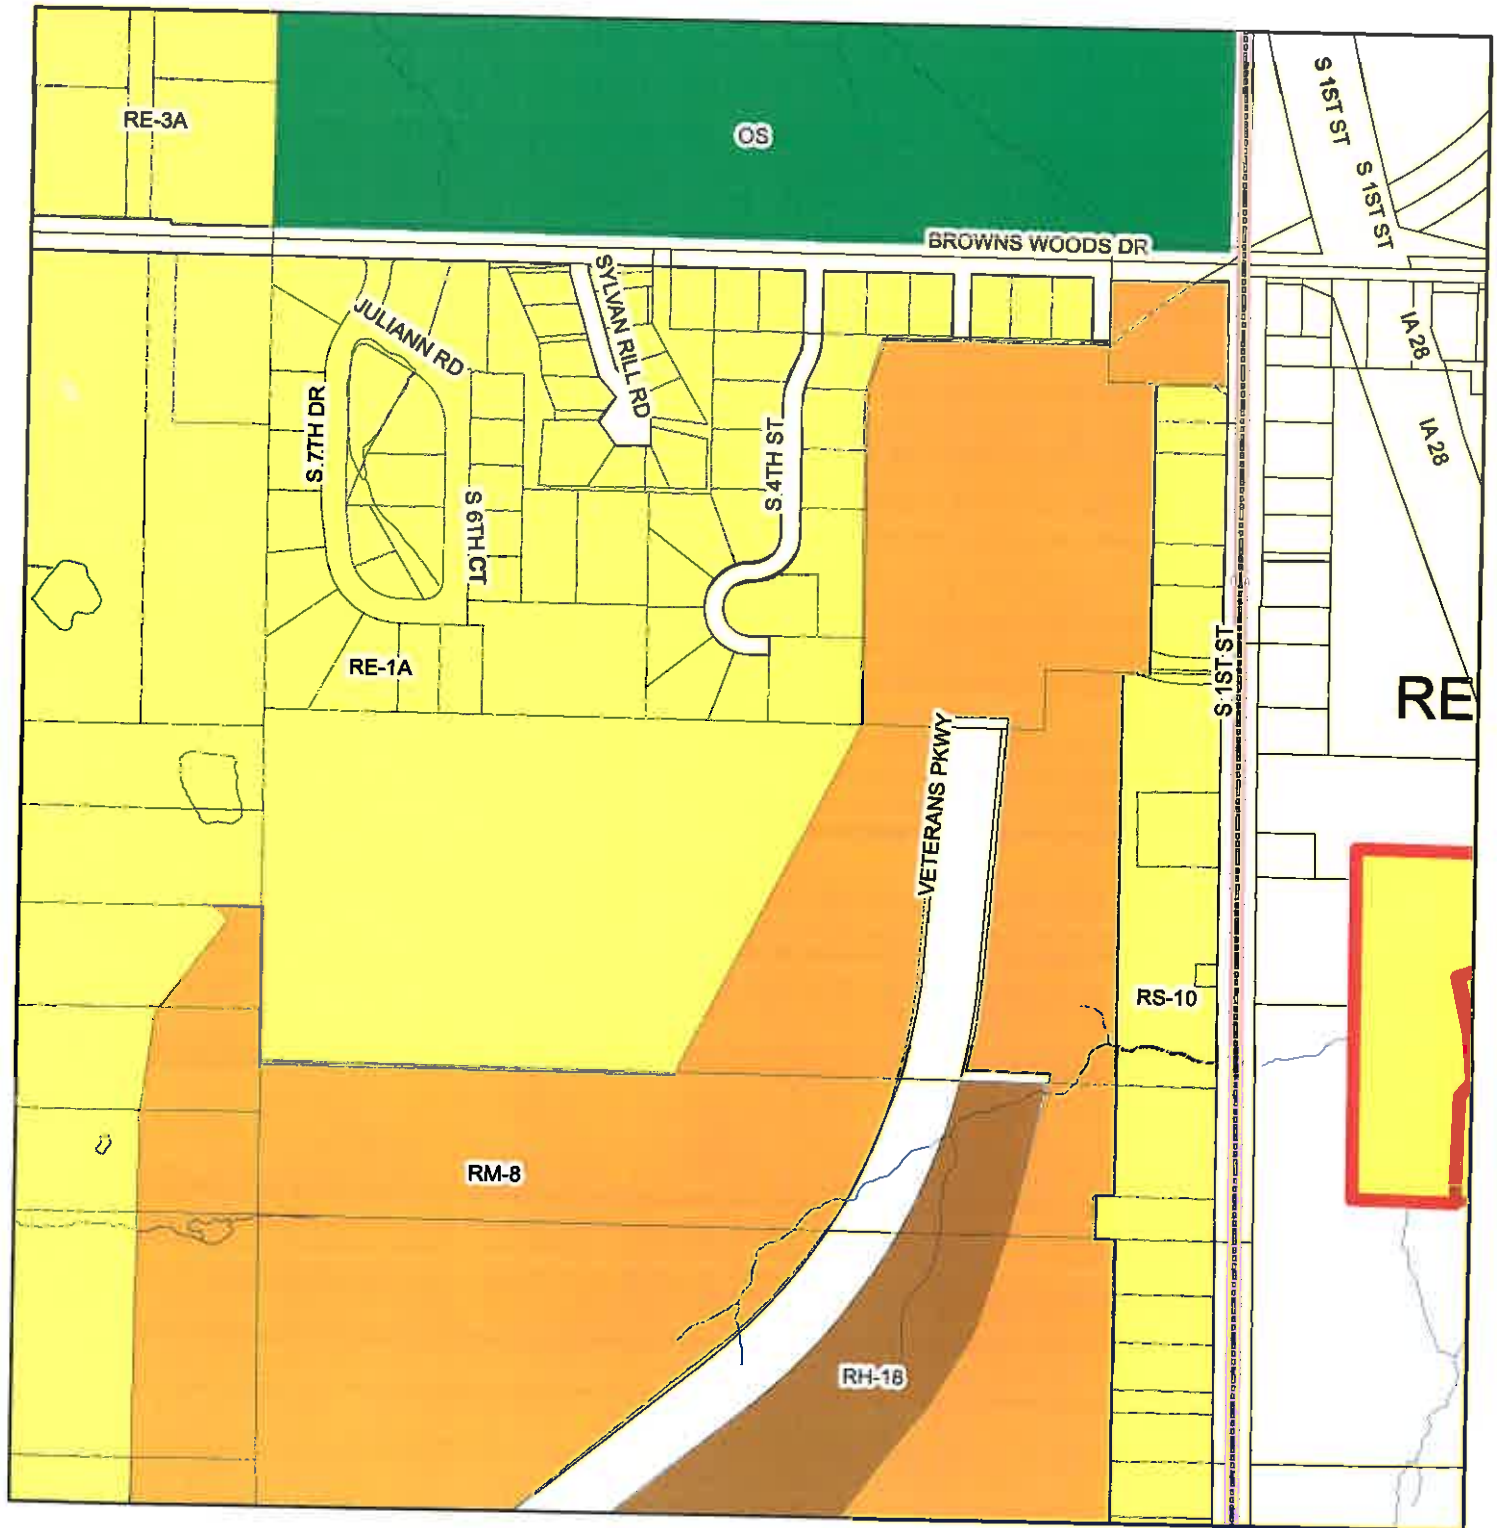 RE-3A
OS
S 1ST ST
S 1ST ST
BROWNS WOODS DR
SYLVAN RILL RD
JULIANN RD
IA 28
IA 28
S 7TH DR
S 4TH ST
S 6TH CT
RE-1A
S 1ST ST
RE
VETERANS PKWY
RS-10
RM-8
RH-18